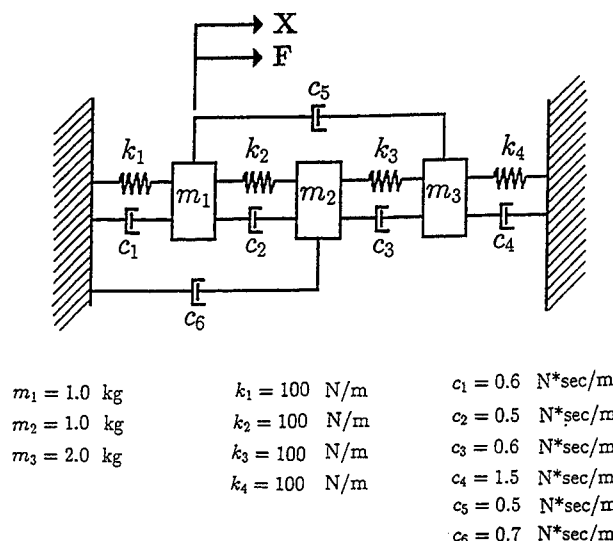 X
F
c₅
k₁
k₂
k₃
k₄
m₁
m₂
m₃
c₁
c₂
c₃
c₄
c₆
m₁ = 1.0 kg
m₂ = 1.0 kg
m₃ = 2.0 kg
k₁ = 100 N/m
k₂ = 100 N/m
k₃ = 100 N/m
k₄ = 100 N/m
c₁ = 0.6 N*sec/m
c₂ = 0.5 N*sec/m
c₃ = 0.6 N*sec/m
c₄ = 1.5 N*sec/m
c₅ = 0.5 N*sec/m
c₆ = 0.7 N*sec/m